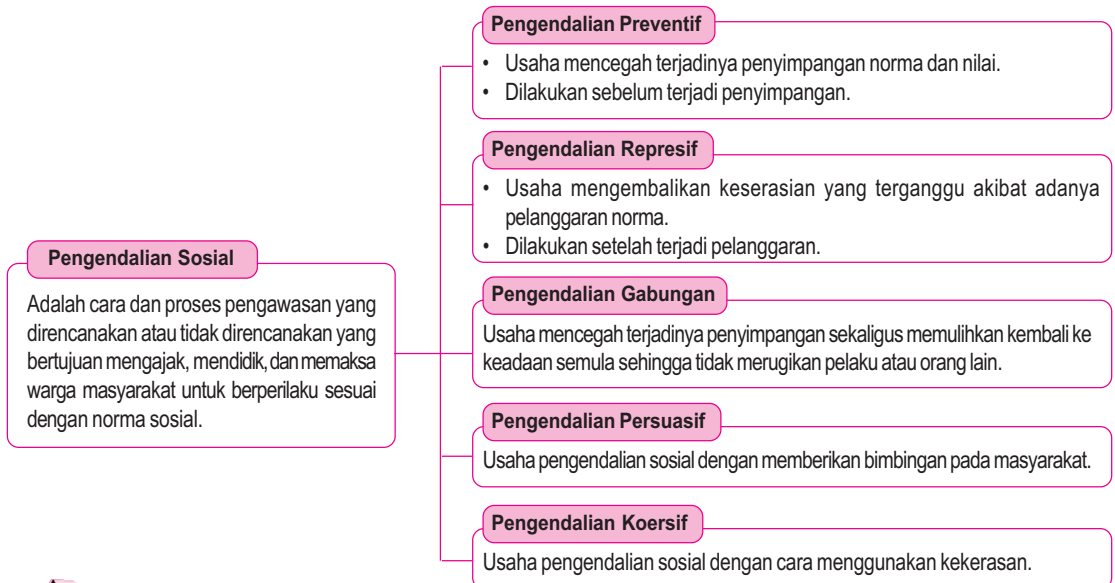 Pengendalian Preventif
• Usaha mencegah terjadinya penyimpangan norma dan nilai.
• Dilakukan sebelum terjadi penyimpangan.
Pengendalian Represif
• Usaha mengembalikan keserasian yang terganggu akibat adanya
pelanggaran norma.
• Dilakukan setelah terjadi pelanggaran.
Pengendalian Sosial
Adalah cara dan proses pengawasan yang
direncanakan atau tidak direncanakan yang
bertujuan mengajak, mendidik, dan memaksa
warga masyarakat untuk berperilaku sesuai
dengan norma sosial.
Pengendalian Gabungan
Usaha mencegah terjadinya penyimpangan sekaligus memulihkan kembali ke
keadaan semula sehingga tidak merugikan pelaku atau orang lain.
Pengendalian Persuasif
Usaha pengendalian sosial dengan memberikan bimbingan pada masyarakat.
Pengendalian Koersif
Usaha pengendalian sosial dengan cara menggunakan kekerasan.